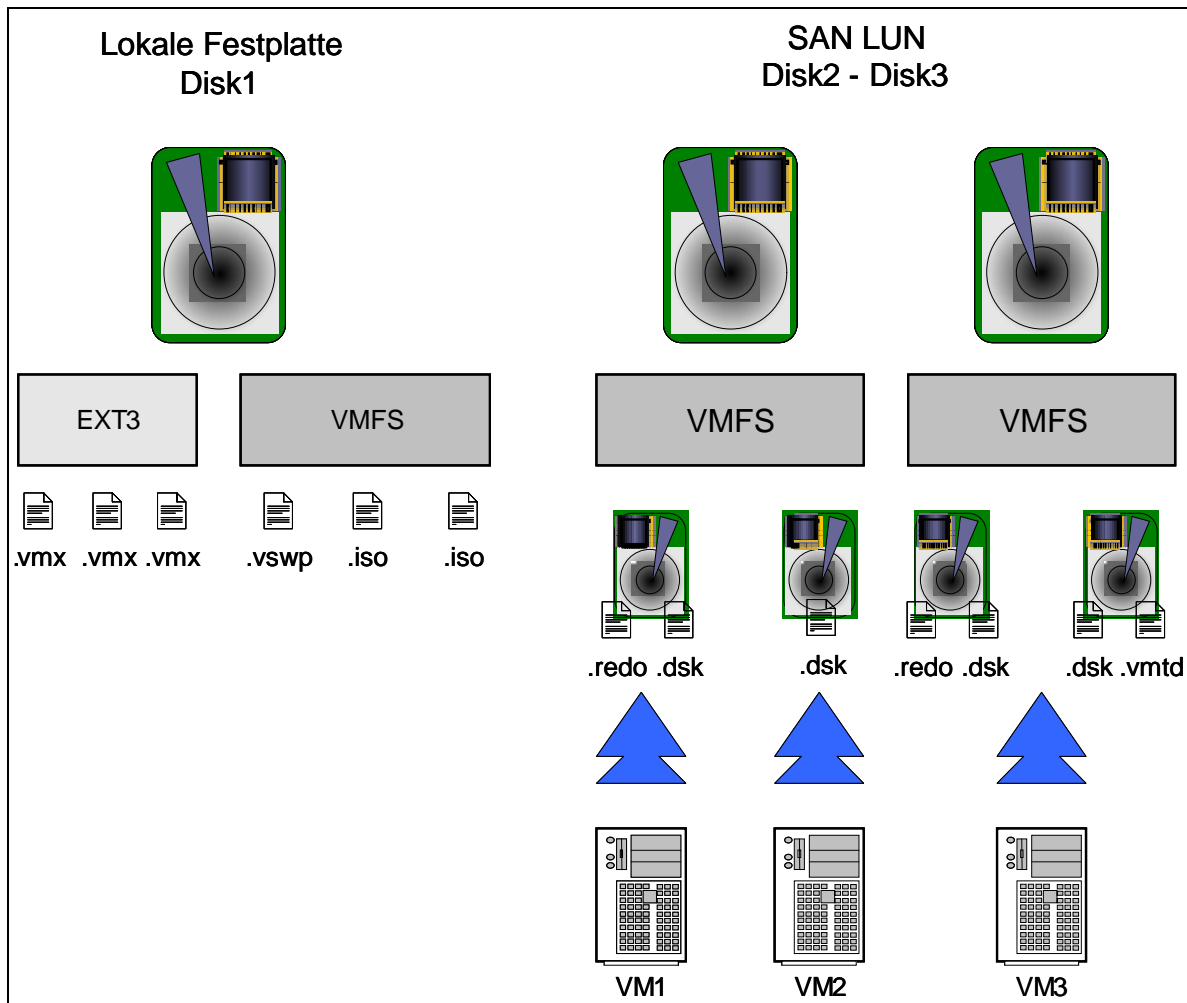 Lokale Festplatte
Disk1
SAN LUN
Disk2 - Disk3
EXT3
VMFS
VMFS
VMFS
.vmx .vmx .vmx .vswp .iso .iso
.redo .dsk .dsk .redo .dsk .dsk .vmtd
VM1 VM2 VM3